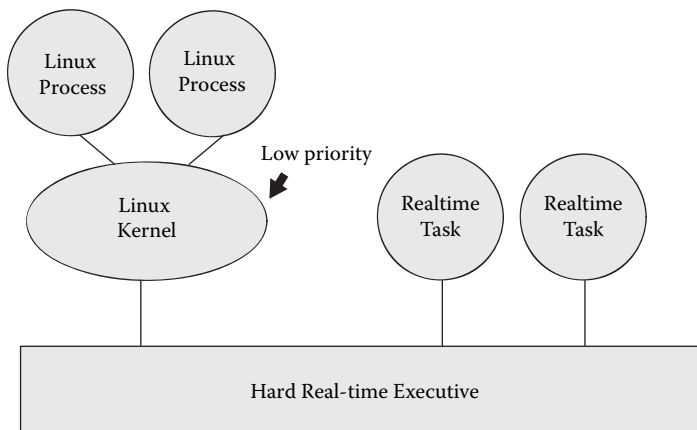 Linux
Process
Linux
Process
Low priority
Linux
Kernel
Realtime
Task
Realtime
Task
Hard Real-time Executive